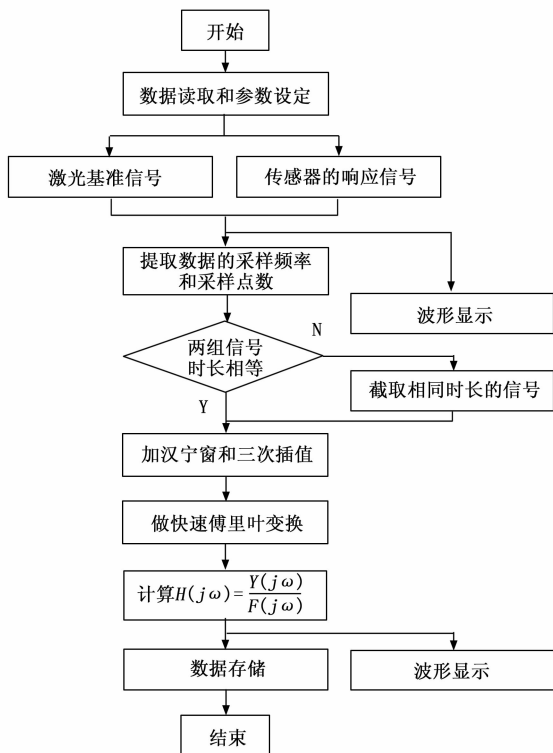 开始
数据读取和参数设定
激光基准信号
传感器的响应信号
提取数据的采样频率
和采样点数
波形显示
两组信号
时长相等
N
截取相同时长的信号
Y
加汉宁窗和三次插值
做快速傅里叶变换
计算H(jω)=Y(jω)/F(jω)
数据存储
波形显示
结束